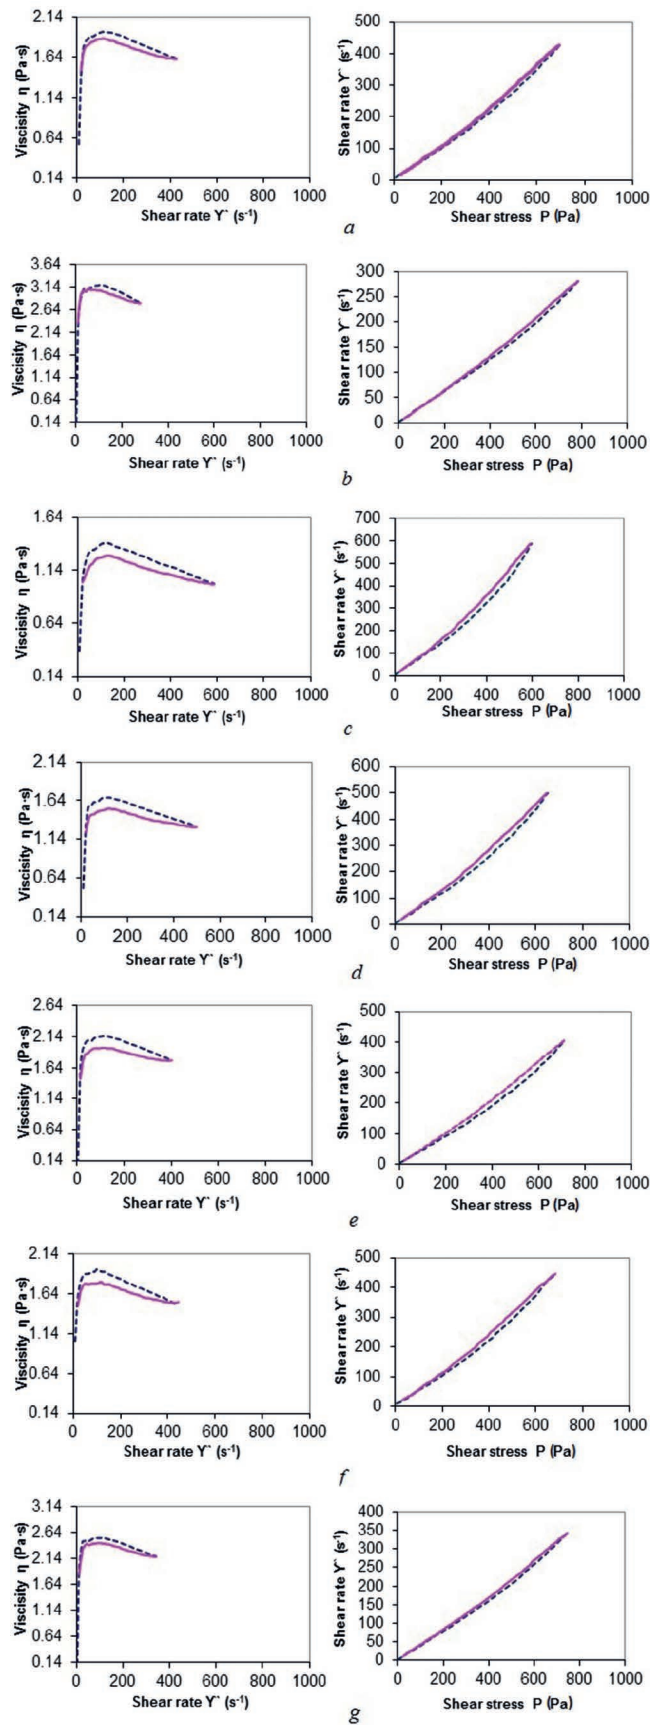 Viscisity η (Pa·s)
2.14
1.64
1.14
0.64
0.14
0 200 400 600 800 1000
Shear rate Y˙ (s⁻¹)
Shear rate Y˙ (s⁻¹)
500
400
300
200
100
0
0 200 400 600 800 1000
Shear stress P (Pa)
a
Viscisity η (Pa·s)
3.64
3.14
2.64
2.14
1.64
1.14
0.64
0.14
0 200 400 600 800 1000
Shear rate Y˙ (s⁻¹)
Shear rate Y˙ (s⁻¹)
300
250
200
150
100
50
0
0 200 400 600 800 1000
Shear stress P (Pa)
b
Viscisity η (Pa·s)
1.64
1.14
0.64
0.14
0 200 400 600 800 1000
Shear rate Y˙ (s⁻¹)
Shear rate Y˙ (s⁻¹)
700
600
500
400
300
200
100
0
0 200 400 600 800 1000
Shear stress P (Pa)
c
Viscisity η (Pa·s)
2.14
1.64
1.14
0.64
0.14
0 200 400 600 800 1000
Shear rate Y˙ (s⁻¹)
Shear rate Y˙ (s⁻¹)
600
500
400
300
200
100
0
0 200 400 600 800 1000
Shear stress P (Pa)
d
Viscisity η (Pa·s)
2.64
2.14
1.64
1.14
0.64
0.14
0 200 400 600 800 1000
Shear rate Y˙ (s⁻¹)
Shear rate Y˙ (s⁻¹)
500
400
300
200
100
0
0 200 400 600 800 1000
Shear stress P (Pa)
e
Viscisity η (Pa·s)
2.14
1.64
1.14
0.64
0.14
0 200 400 600 800 1000
Shear rate Y˙ (s⁻¹)
Shear rate Y˙ (s⁻¹)
500
400
300
200
100
0
0 200 400 600 800 1000
Shear stress P (Pa)
f
Viscisity η (Pa·s)
3.14
2.64
2.14
1.64
1.14
0.64
0.14
0 200 400 600 800 1000
Shear rate Y˙ (s⁻¹)
Shear rate Y˙ (s⁻¹)
400
350
300
250
200
150
100
50
0
0 200 400 600 800 1000
Shear stress P (Pa)
g